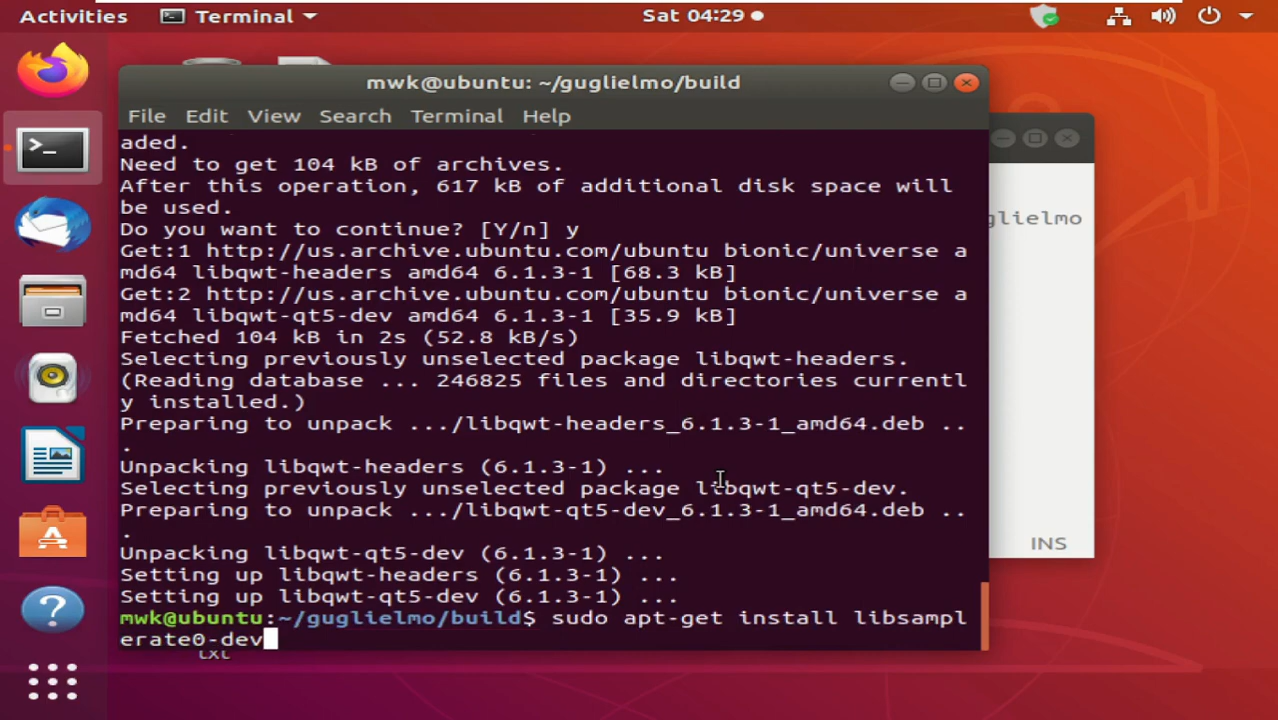 Activities
Terminal
Sat 04:29
mwk@ubuntu: ~/guglielmo/build
File Edit View Search Terminal Help
aded.
Need to get 104 kB of archives.
After this operation, 617 kB of additional disk space will
be used.
Do you want to continue? [Y/n] y
Get:1 http://us.archive.ubuntu.com/ubuntu bionic/universe a
md64 libqwt-headers amd64 6.1.3-1 [68.3 kB]
Get:2 http://us.archive.ubuntu.com/ubuntu bionic/universe a
md64 libqwt-qt5-dev amd64 6.1.3-1 [35.9 kB]
Fetched 104 kB in 2s (52.8 kB/s)
Selecting previously unselected package libqwt-headers.
(Reading database ... 246825 files and directories currentl
y installed.)
Preparing to unpack .../libqwt-headers_6.1.3-1_amd64.deb ..
.
Unpacking libqwt-headers (6.1.3-1) ...
Selecting previously unselected package libqwt-qt5-dev.
Preparing to unpack .../libqwt-qt5-dev_6.1.3-1_amd64.deb ..
.
Unpacking libqwt-qt5-dev (6.1.3-1) ...
Setting up libqwt-headers (6.1.3-1) ...
Setting up libqwt-qt5-dev (6.1.3-1) ...
mwk@ubuntu:~/guglielmo/build$ sudo apt-get install libsampl
erate0-dev
glielmo
INS
txt